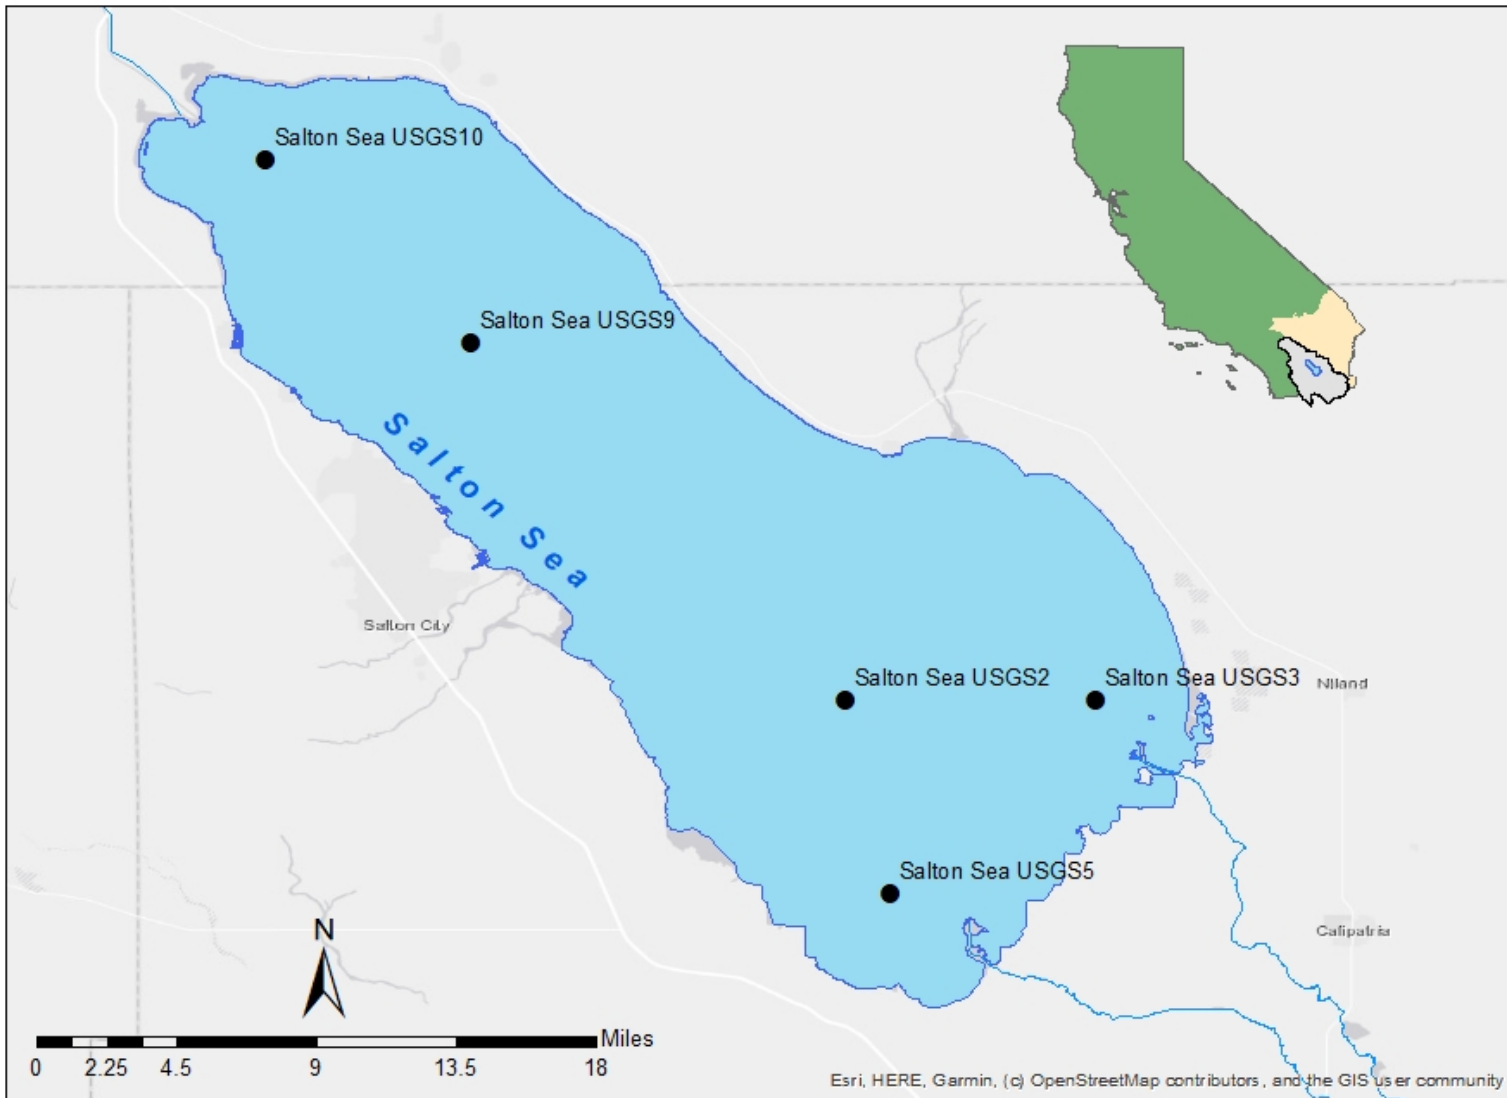 Salton Sea USGS10
Salton Sea USGS9
Salton Sea
Salton City
Salton Sea USGS2
Salton Sea USGS3
Niland
Salton Sea USGS5
Calipatria
N
Miles
0 2.25 4.5 9 13.5 18
Esri, HERE, Garmin, (c) OpenStreetMap contributors, and the GIS user community